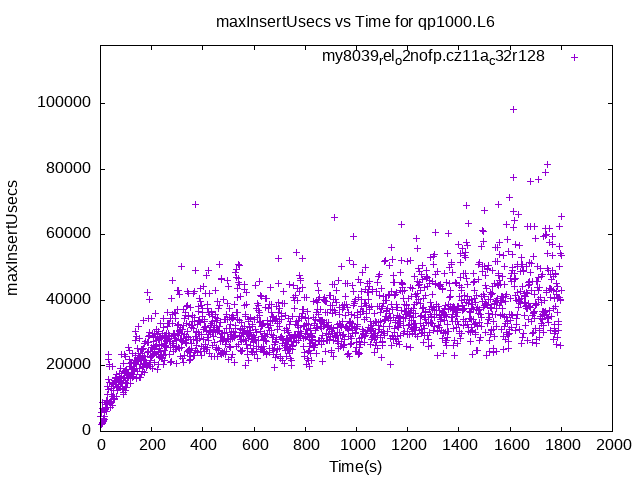 maxInsertUsecs vs Time for qp1000.L6
my8039relo2nofp.cz11ac32r128
maxInsertUsecs
100000
80000
60000
40000
20000
0
0 200 400 600 800 1000 1200 1400 1600 1800 2000
Time(s)